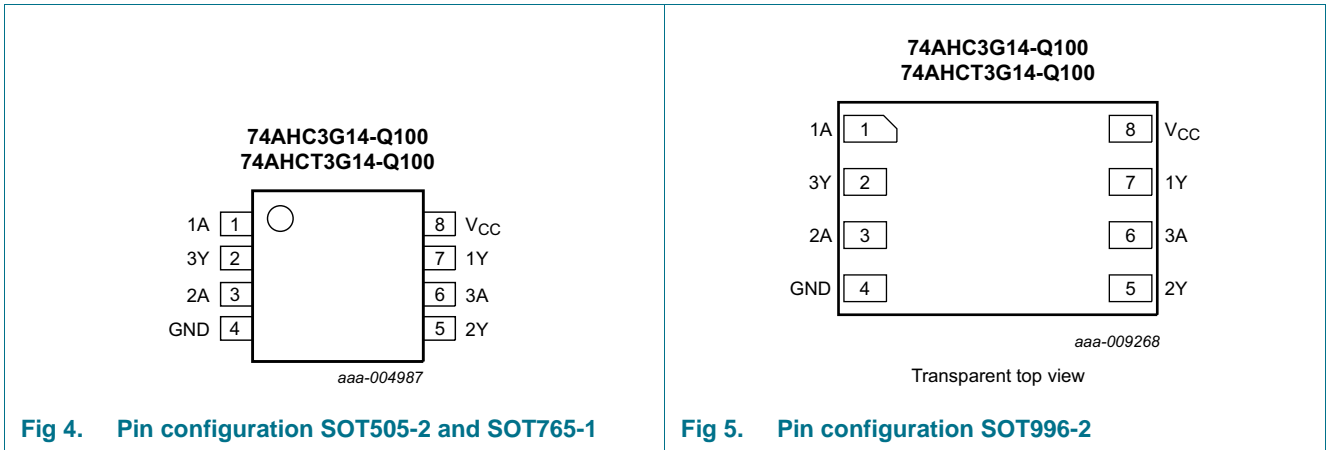 74AHC3G14-Q100
74AHCT3G14-Q100
1A 1 8 VCC
3Y 2 7 1Y
2A 3 6 3A
GND 4 5 2Y
aaa-004987
Fig 4. Pin configuration SOT505-2 and SOT765-1
74AHC3G14-Q100
74AHCT3G14-Q100
1A 1 8 VCC
3Y 2 7 1Y
2A 3 6 3A
GND 4 5 2Y
aaa-009268
Transparent top view
Fig 5. Pin configuration SOT996-2